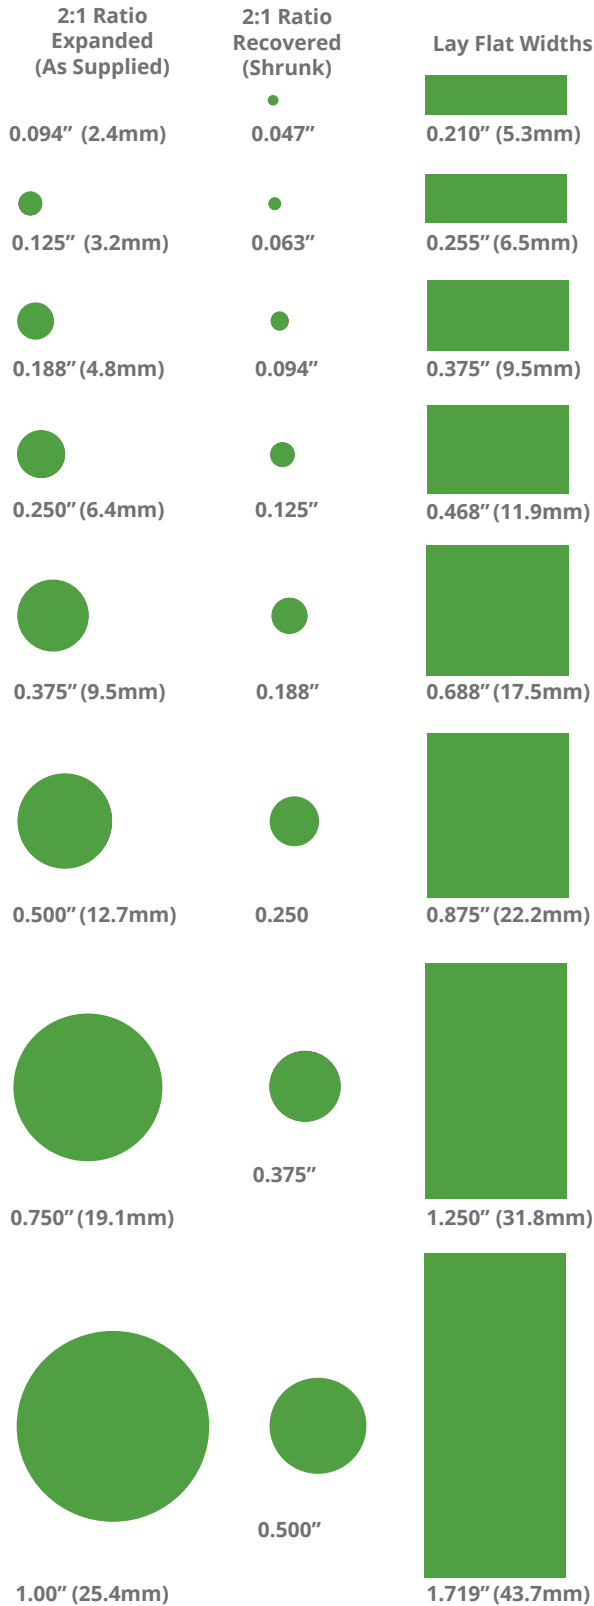 2:1 Ratio
Expanded
(As Supplied)
2:1 Ratio
Recovered
(Shrunk)
Lay Flat Widths
0.094” (2.4mm)
0.047”
0.210” (5.3mm)
0.125” (3.2mm)
0.063”
0.255” (6.5mm)
0.188” (4.8mm)
0.094”
0.375” (9.5mm)
0.250” (6.4mm)
0.125”
0.468” (11.9mm)
0.375” (9.5mm)
0.188”
0.688” (17.5mm)
0.500” (12.7mm)
0.250
0.875” (22.2mm)
0.750” (19.1mm)
0.375”
1.250” (31.8mm)
1.00” (25.4mm)
0.500”
1.719” (43.7mm)